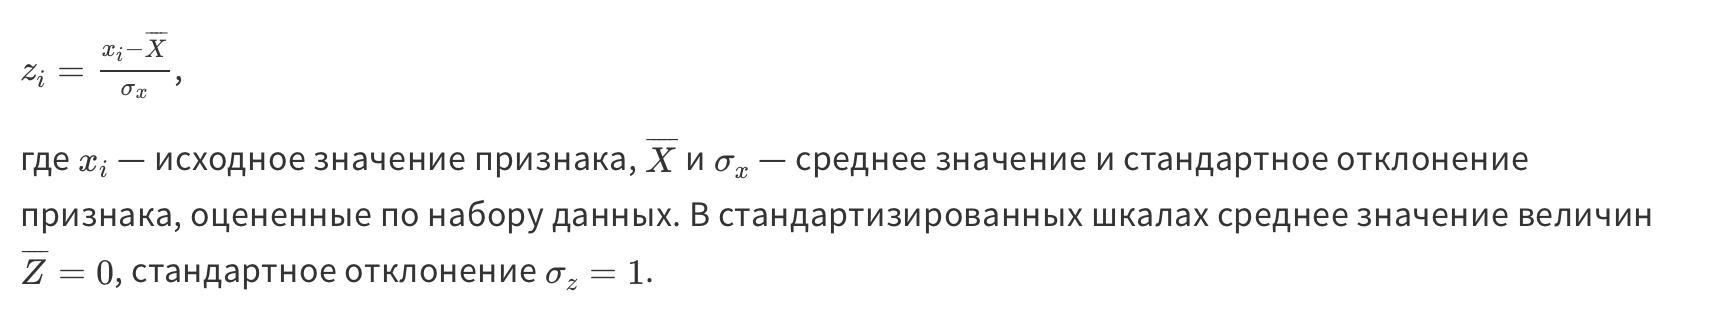 $z_i = \frac{x_i - \overline{X}}{\sigma_x}$,
где $x_i$ — исходное значение признака, $\overline{X}$ и $\sigma_x$ — среднее значение и стандартное отклонение
признака, оцененные по набору данных. В стандартизированных шкалах среднее значение величин
$\overline{Z} = 0$, стандартное отклонение $\sigma_z = 1$.